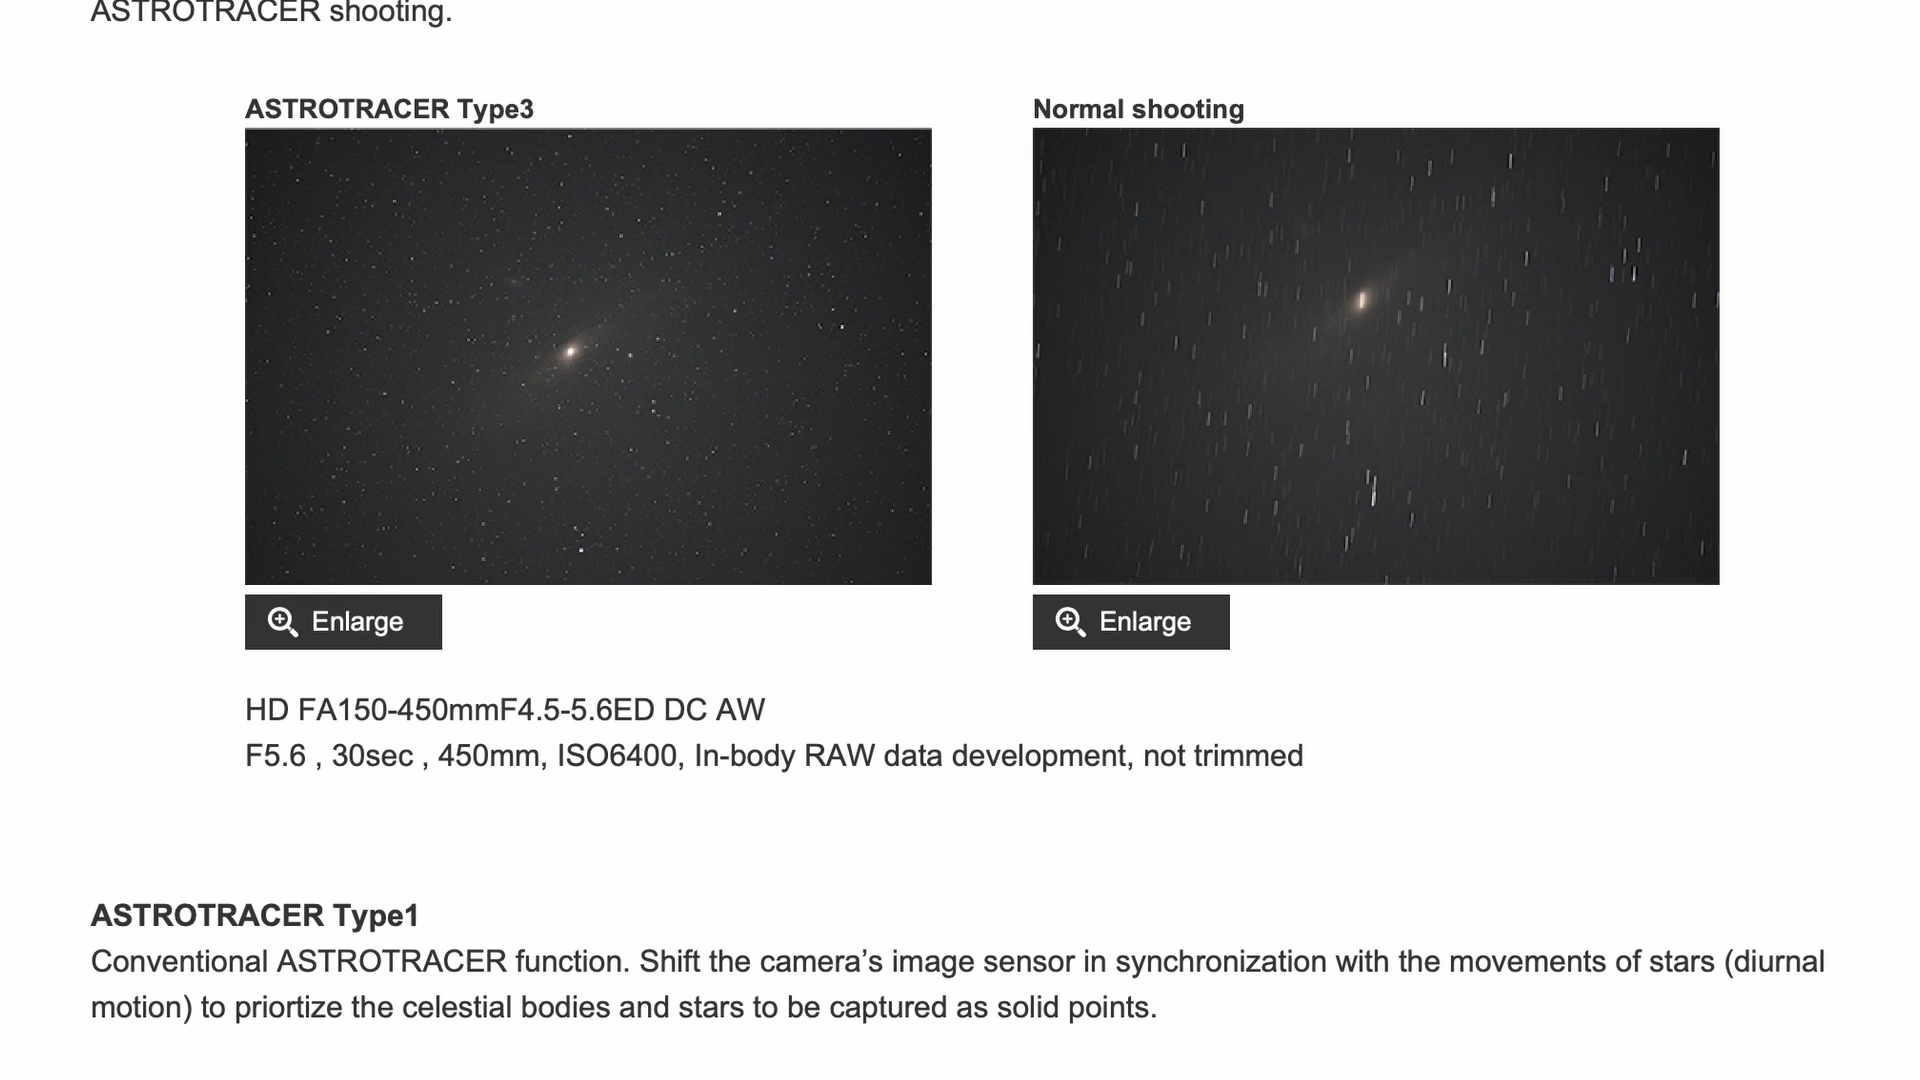 ASTROTRACER shooting.
ASTROTRACER Type3
Normal shooting
Enlarge
Enlarge
HD FA150-450mmF4.5-5.6ED DC AW
F5.6 , 30sec , 450mm, ISO6400, In-body RAW data development, not trimmed
ASTROTRACER Type1
Conventional ASTROTRACER function. Shift the camera’s image sensor in synchronization with the movements of stars (diurnal
motion) to priortize the celestial bodies and stars to be captured as solid points.